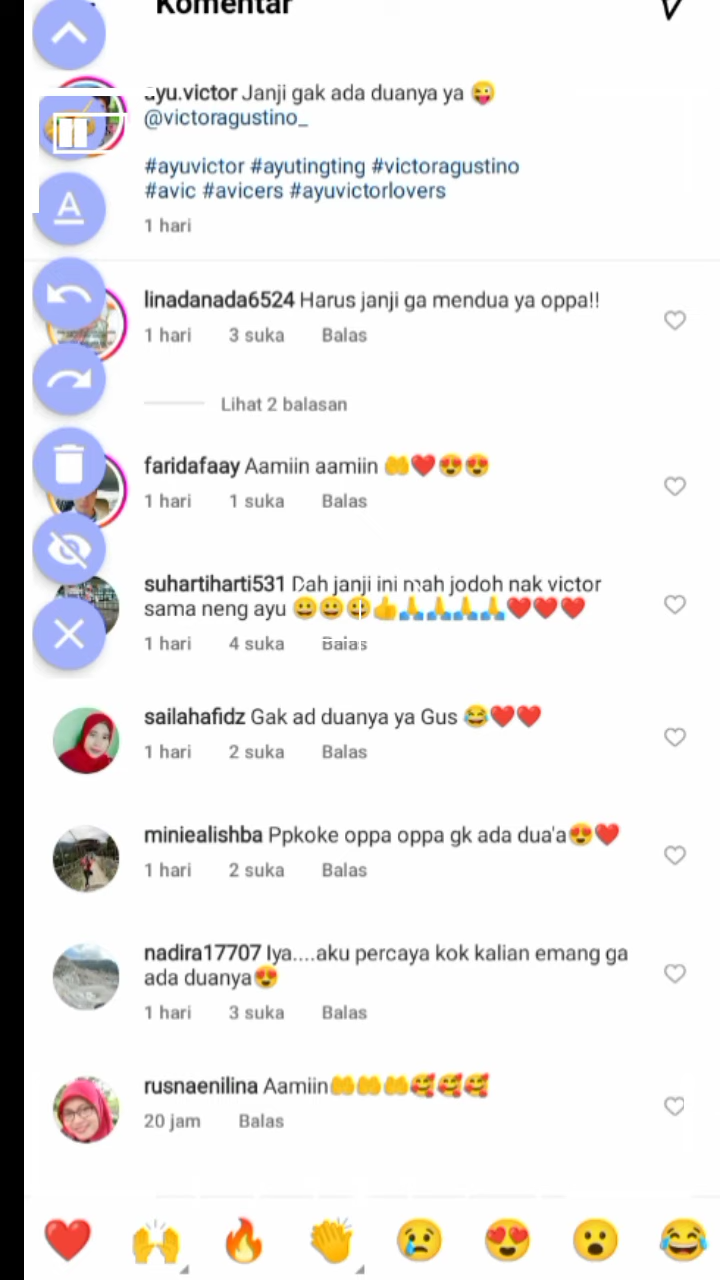 Komentar
ayu.victor Janji gak ada duanya ya 😜
@victoragustino_
#ayuvictor #ayutingting #victoragustino
#avic #avicers #ayuvictorlovers
1 hari
linadanada6524 Harus janji ga mendua ya oppa!!
1 hari 3 suka Balas
Lihat 2 balasan
faridafaay Aamiin aamiin 🤲❤️😍😍
1 hari 1 suka Balas
suhartiharti531 Dah janji ini mah jodoh nak victor
sama neng ayu 😀😀😀👍🙏🙏🙏🙏❤️❤️❤️
1 hari 4 suka Balas
sailahafidz Gak ad duanya ya Gus 😂❤️❤️
1 hari 2 suka Balas
miniealishba Ppkoke oppa oppa gk ada dua'a😍❤️
1 hari 2 suka Balas
nadira17707 Iya....aku percaya kok kalian emang ga
ada duanya😍
1 hari 3 suka Balas
rusnaenilina Aamiin🤲🤲🤲🥰🥰🥰
20 jam Balas